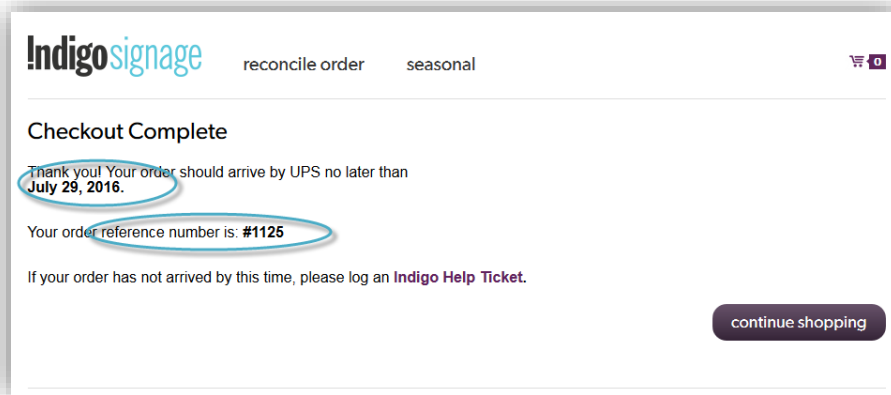 Indigosignage reconcile order seasonal 0
Checkout Complete
Thank you! Your order should arrive by UPS no later than
July 29, 2016.
Your order reference number is: #1125
If your order has not arrived by this time, please log an Indigo Help Ticket.
continue shopping